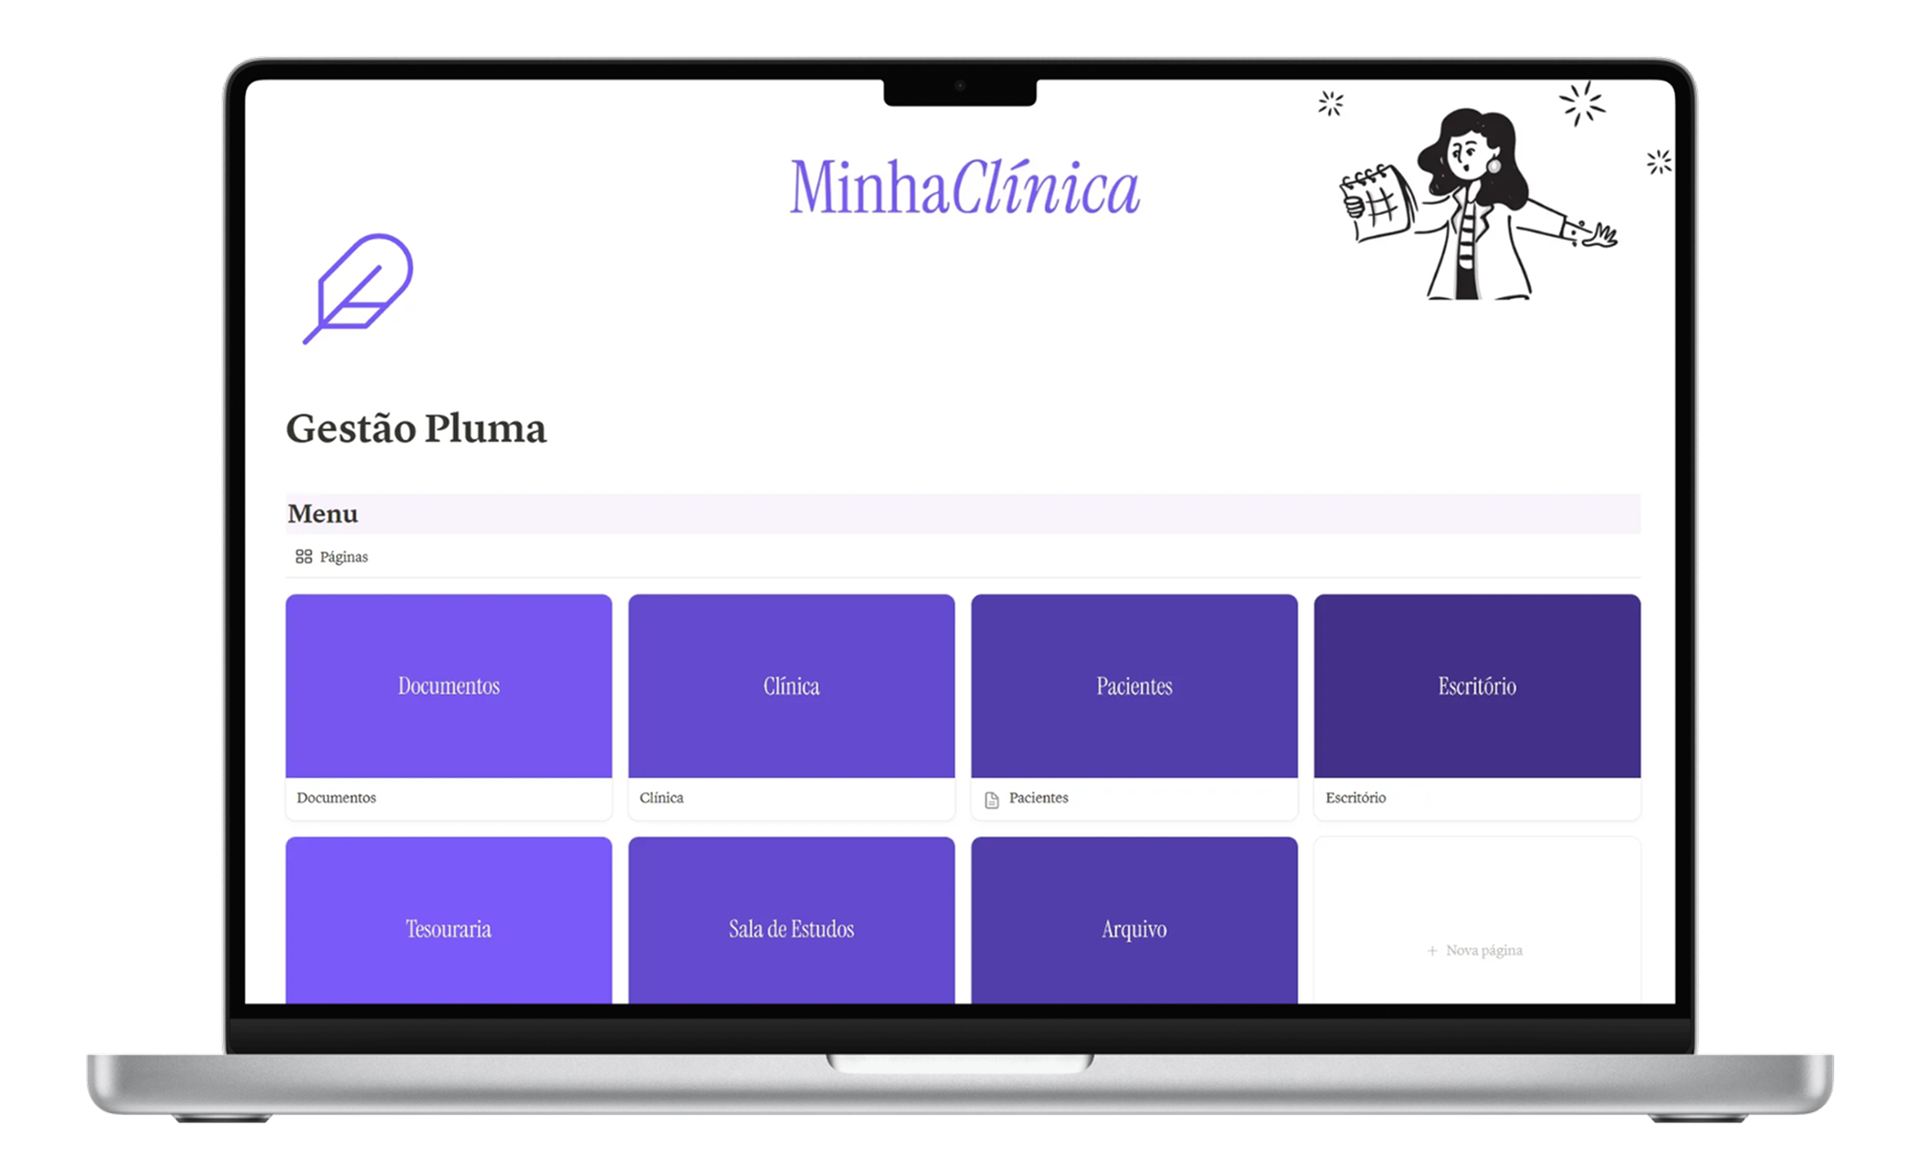 MinhaClínica
Gestão Pluma
Menu
Páginas
Documentos
Clínica
Pacientes
Escritório
Documentos
Clínica
Pacientes
Escritório
Tesouraria
Sala de Estudos
Arquivo
+ Nova página